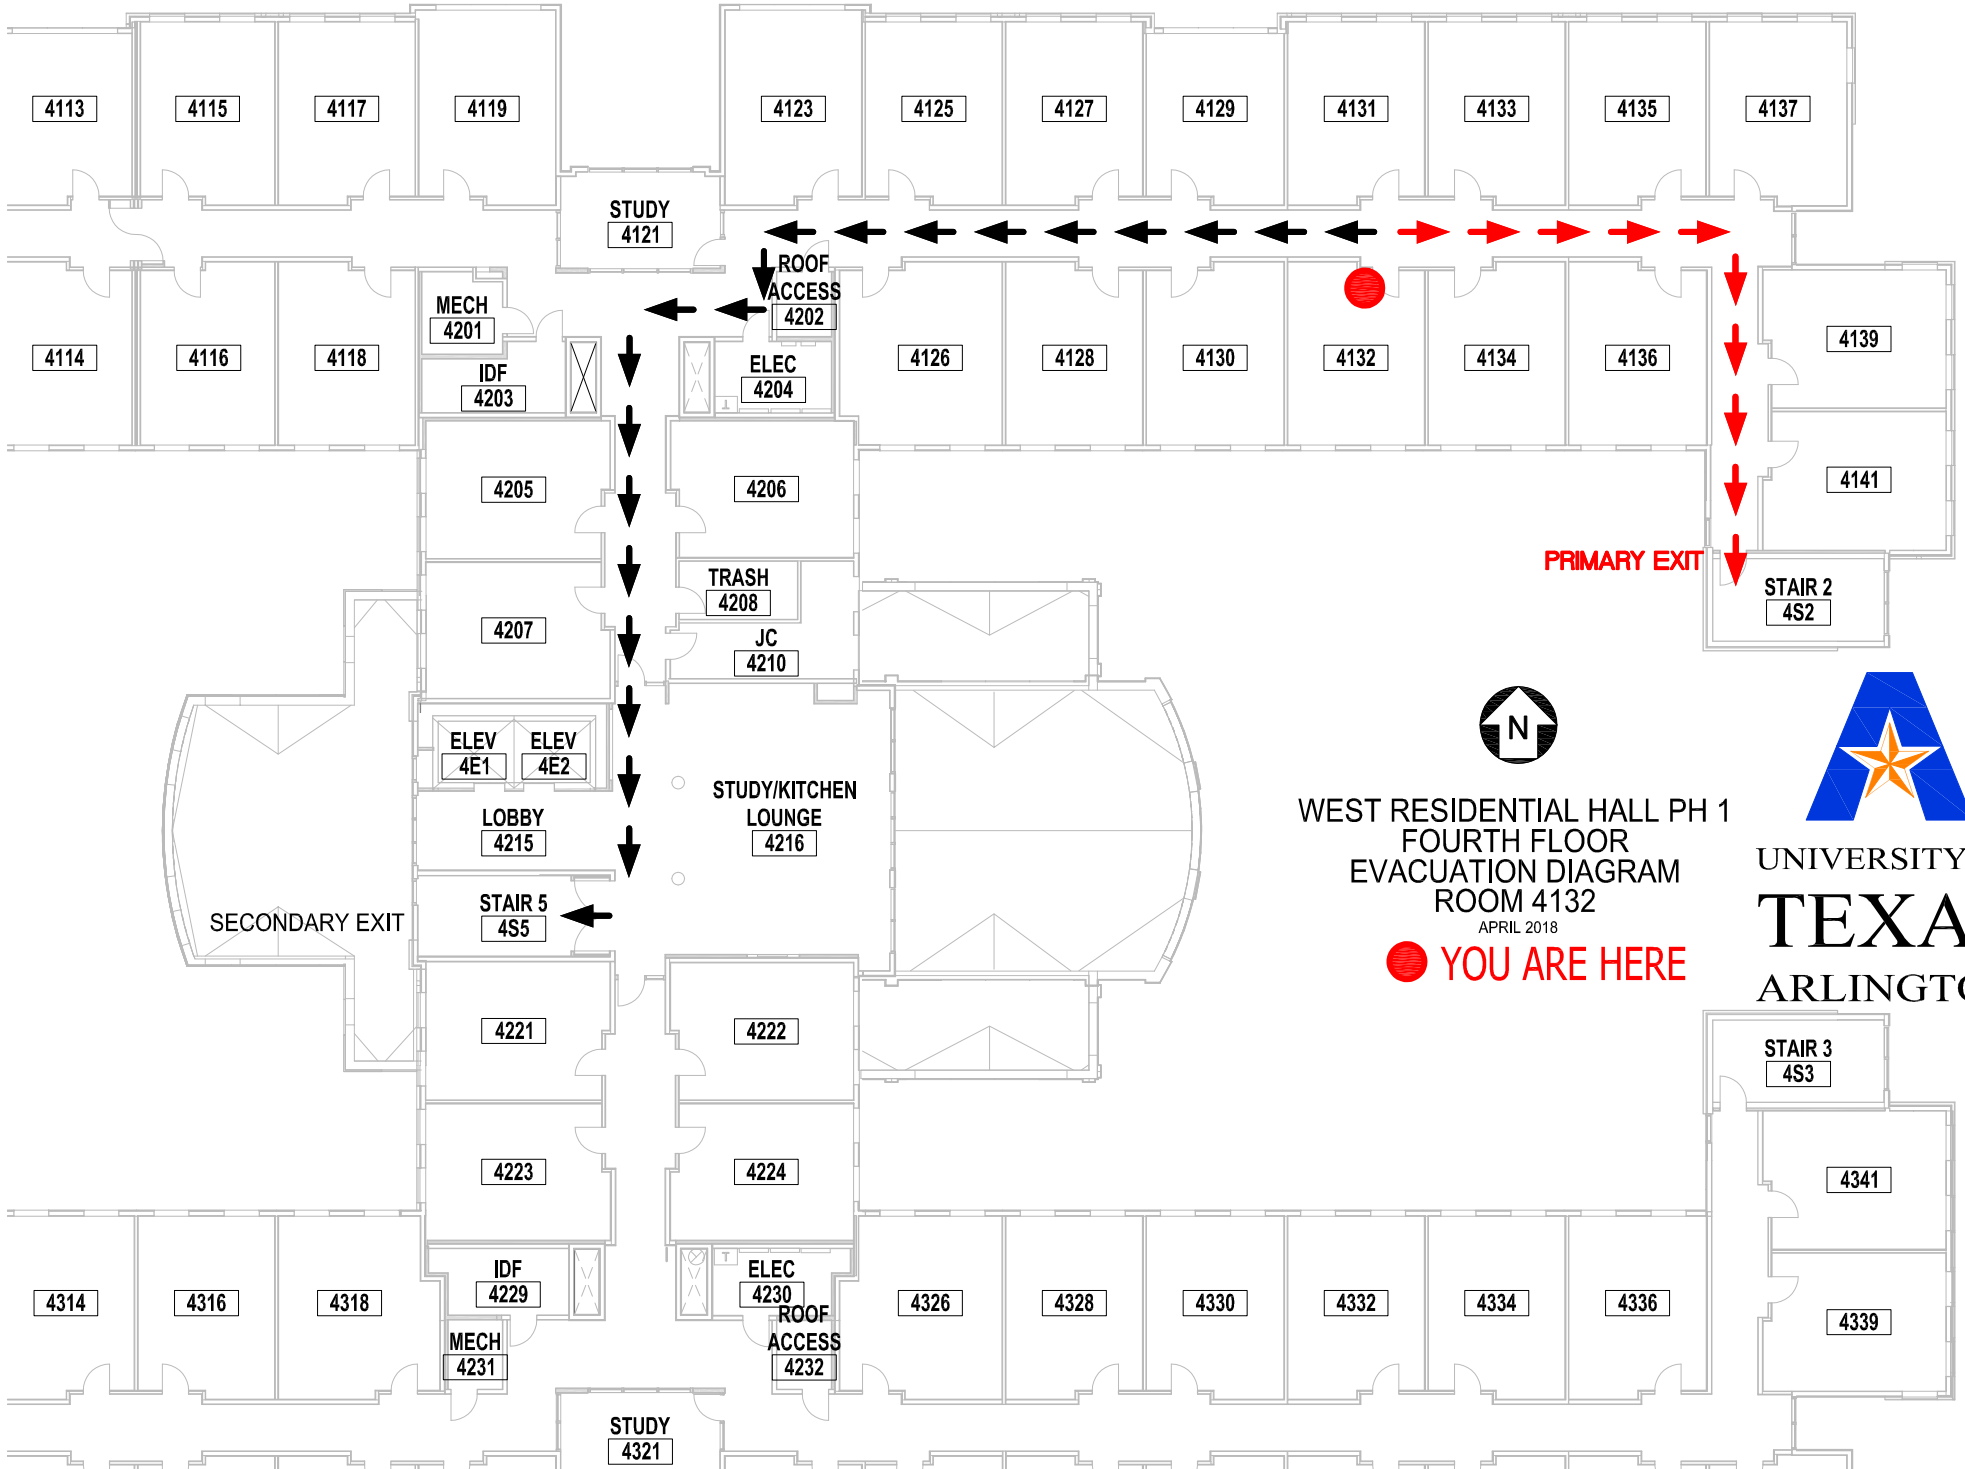 4113
4115
4117
4119
4123
4125
4127
4129
4131
4133
4135
4137
STUDY
4121
ROOF
ACCESS
4202
MECH
4201
4114
4116
4118
IDF
4203
ELEC
4204
4126
4128
4130
4132
4134
4136
4139
4205
4206
4141
PRIMARY EXIT
TRASH
4208
STAIR 2
4S2
4207
JC
4210
N
ELEV
4E1
ELEV
4E2
STUDY/KITCHEN
LOUNGE
4216
LOBBY
4215
WEST RESIDENTIAL HALL PH 1
FOURTH FLOOR
EVACUATION DIAGRAM
ROOM 4132
APRIL 2018
YOU ARE HERE
UNIVERSITY
TEXA
ARLINGT
SECONDARY EXIT
STAIR 5
4S5
4221
4222
STAIR 3
4S3
4223
4224
4341
IDF
4229
T
ELEC
4230
ROOF
ACCESS
4232
4314
4316
4318
4326
4328
4330
4332
4334
4336
4339
MECH
4231
STUDY
4321